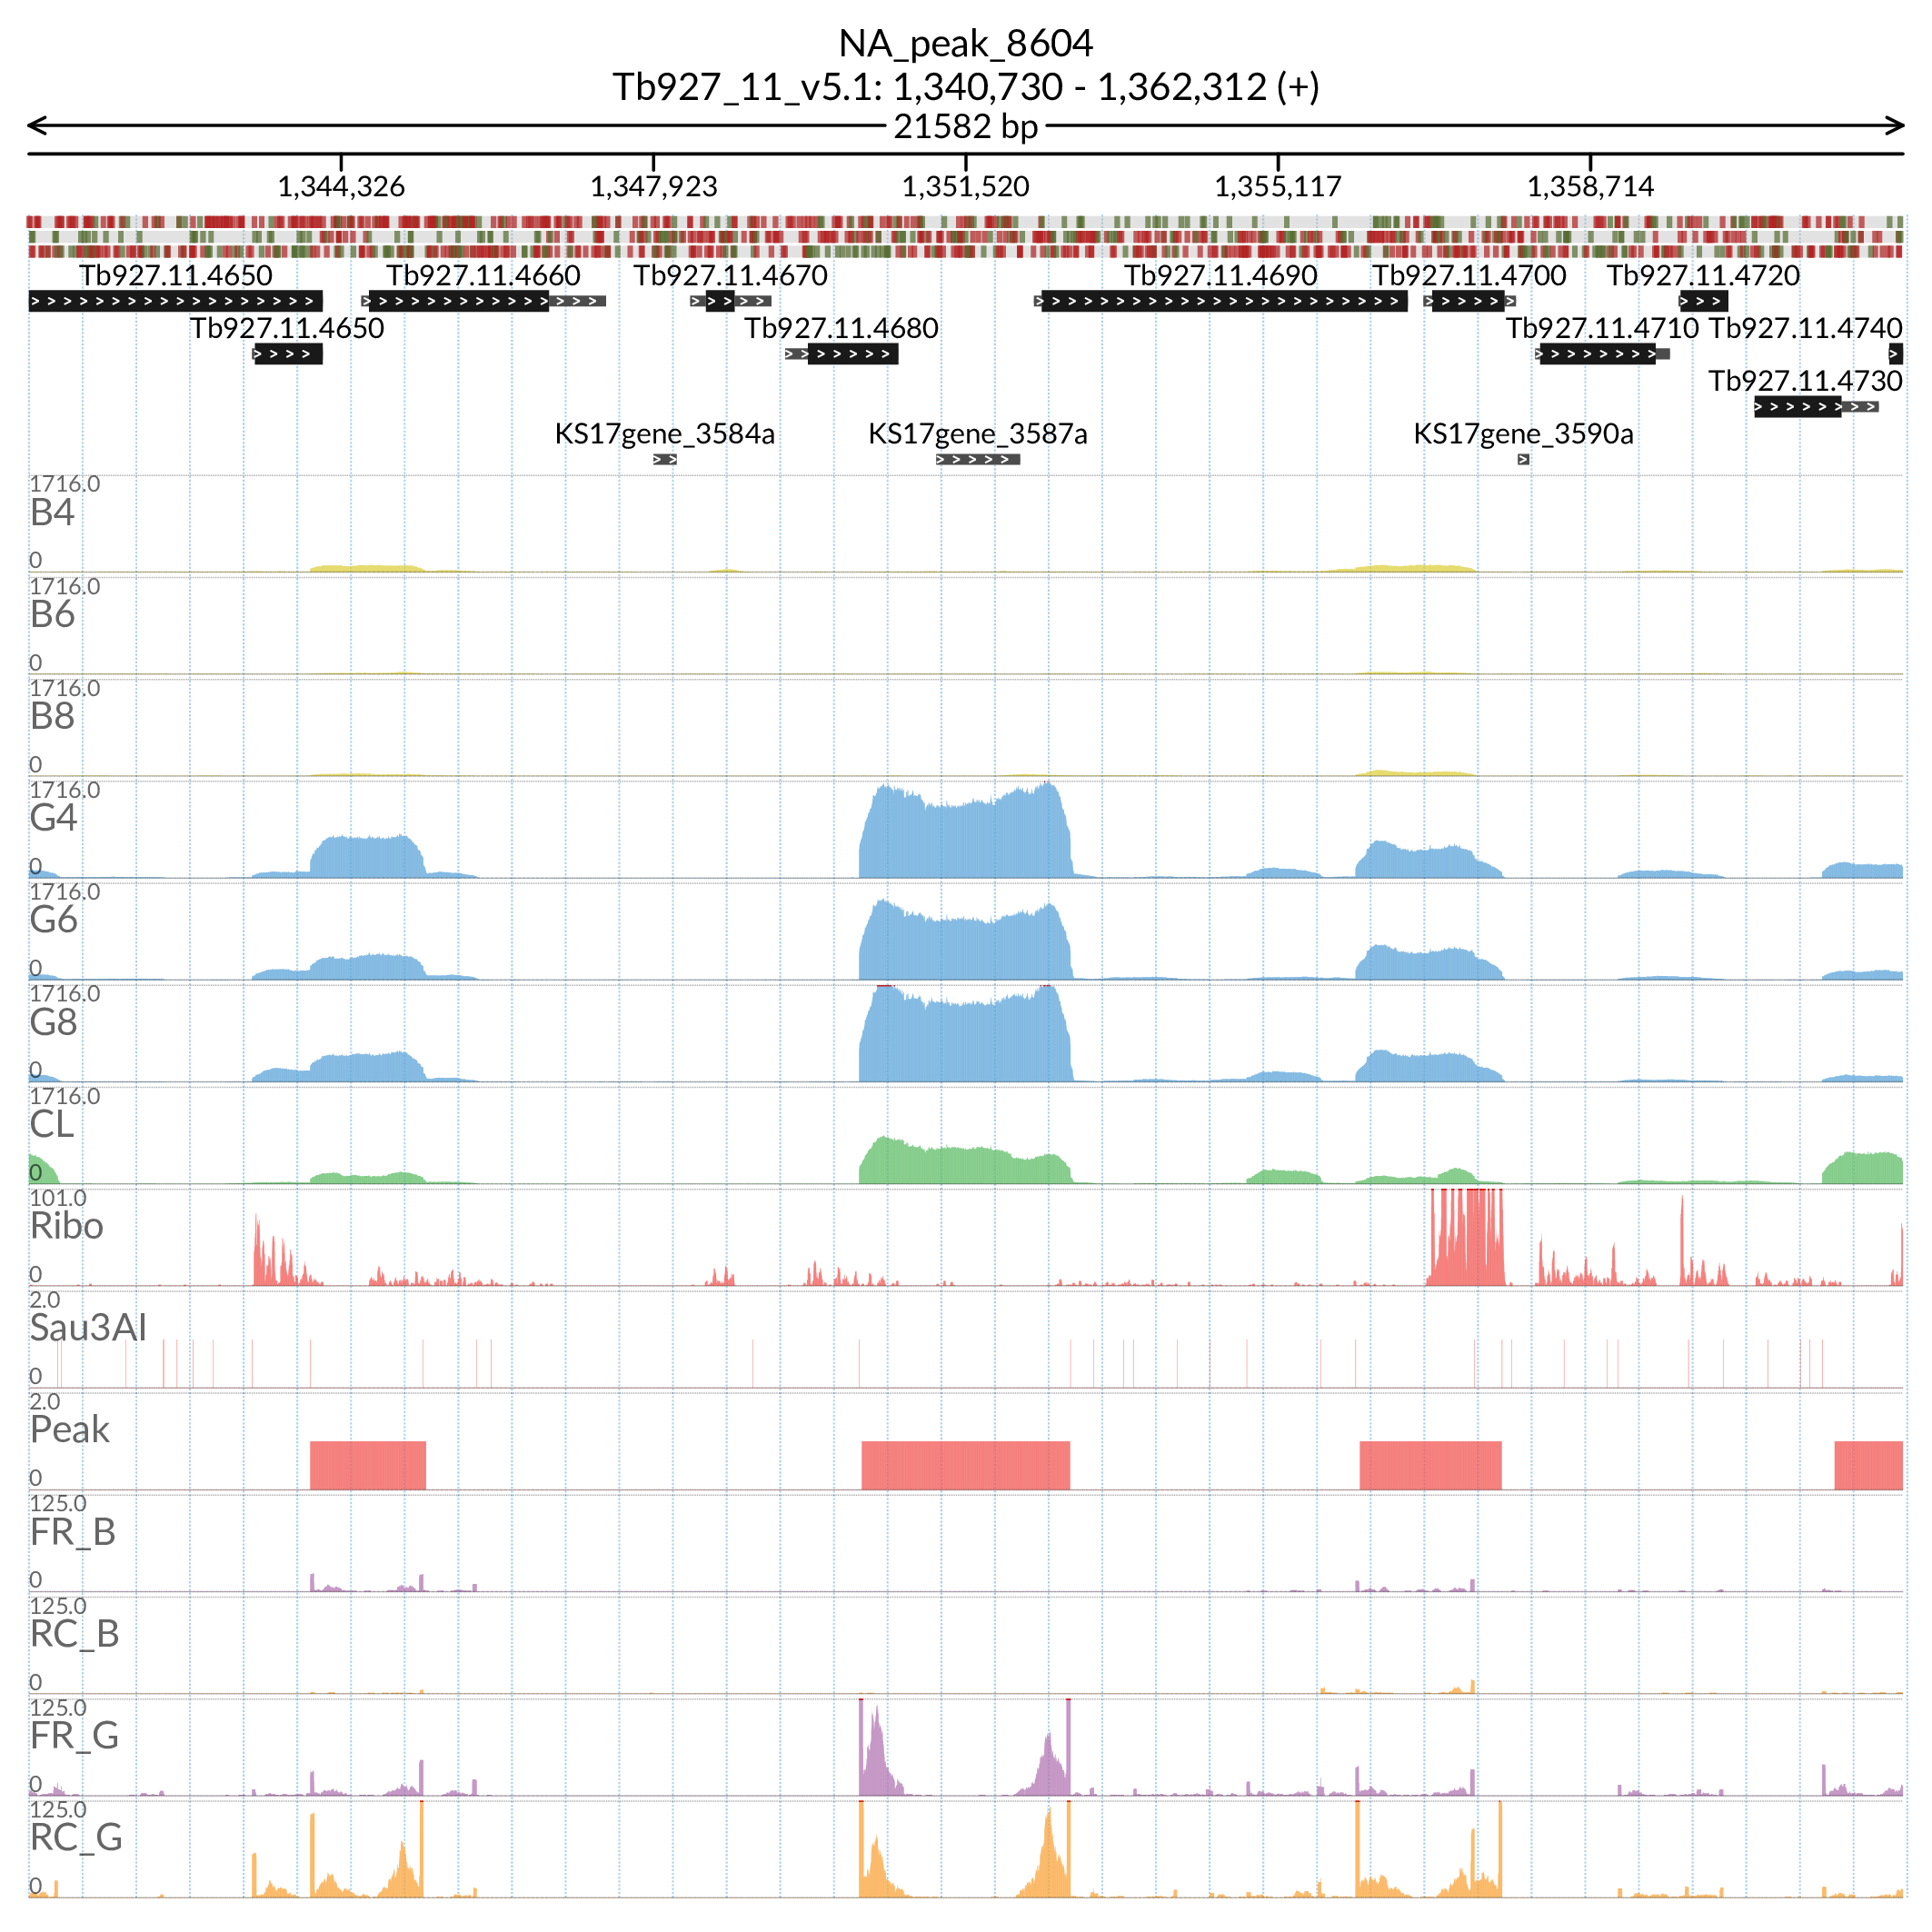 NA_peak_8604
Tb927_11_v5.1: 1,340,730 - 1,362,312 (+)
21582 bp
1,344,326 1,347,923 1,351,520 1,355,117 1,358,714
Tb927.11.4650 Tb927.11.4660 Tb927.11.4670 Tb927.11.4690 Tb927.11.4700 Tb927.11.4720
Tb927.11.4650 Tb927.11.4680 Tb927.11.4710 Tb927.11.4740
Tb927.11.4730
KS17gene_3584a KS17gene_3587a KS17gene_3590a
1716.0
B4
0
1716.0
B6
0
1716.0
B8
0
1716.0
G4
0
1716.0
G6
0
1716.0
G8
0
1716.0
CL
0
101.0
Ribo
0
2.0
Sau3AI
0
2.0
Peak
0
125.0
FR_B
0
125.0
RC_B
0
125.0
FR_G
0
125.0
RC_G
0